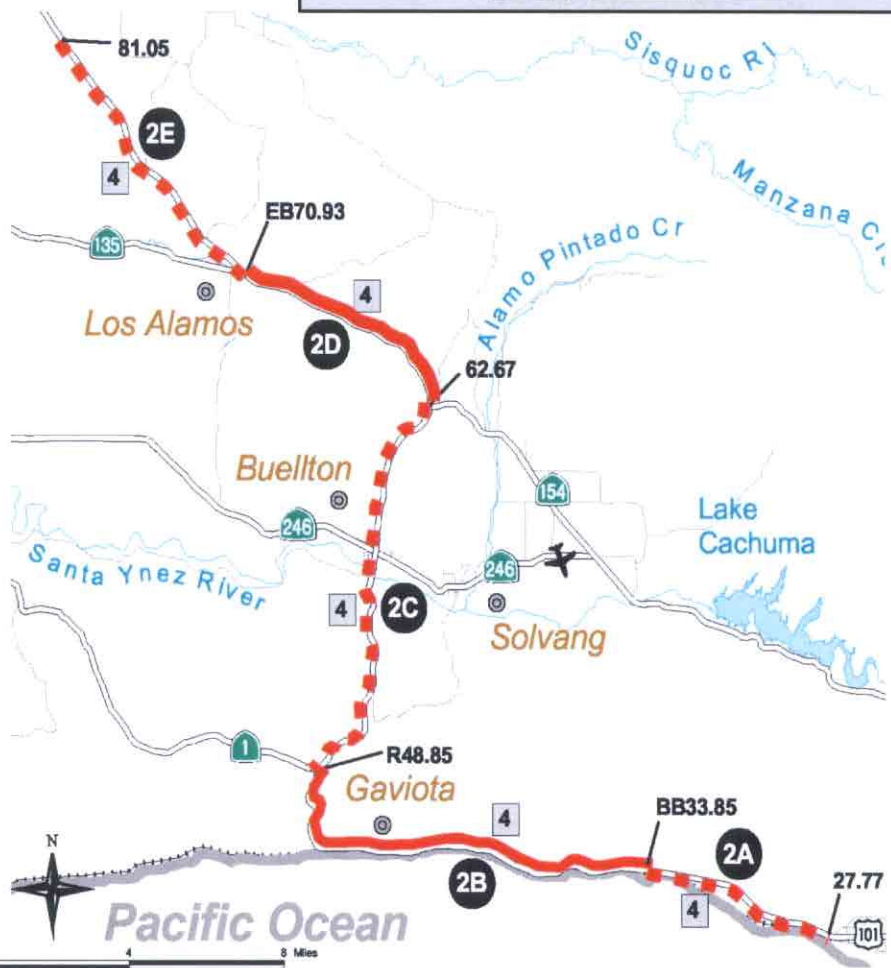 81.05
Sisquoc Ri
2E
4
Manzana
EB70.93
135
Alamo Pintado Cr
4
Los Alamos
2D
62.67
Buellton
154
246
Lake
Cachuma
Santa Ynez River
246
4
2C
Solvang
1
R48.85
Gaviota
4
BB33.85
2A
N
2B
27.77
4
101
Pacific Ocean
4
8 Miles